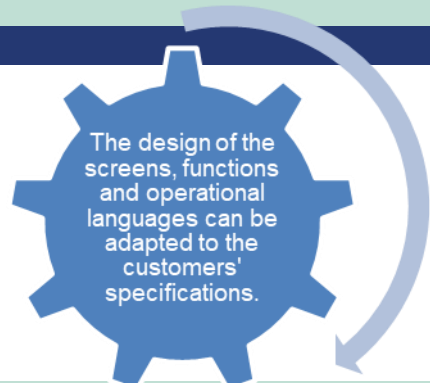 The design of the
screens, functions
and operational
languages can be
adapted to the
customers'
specifications.